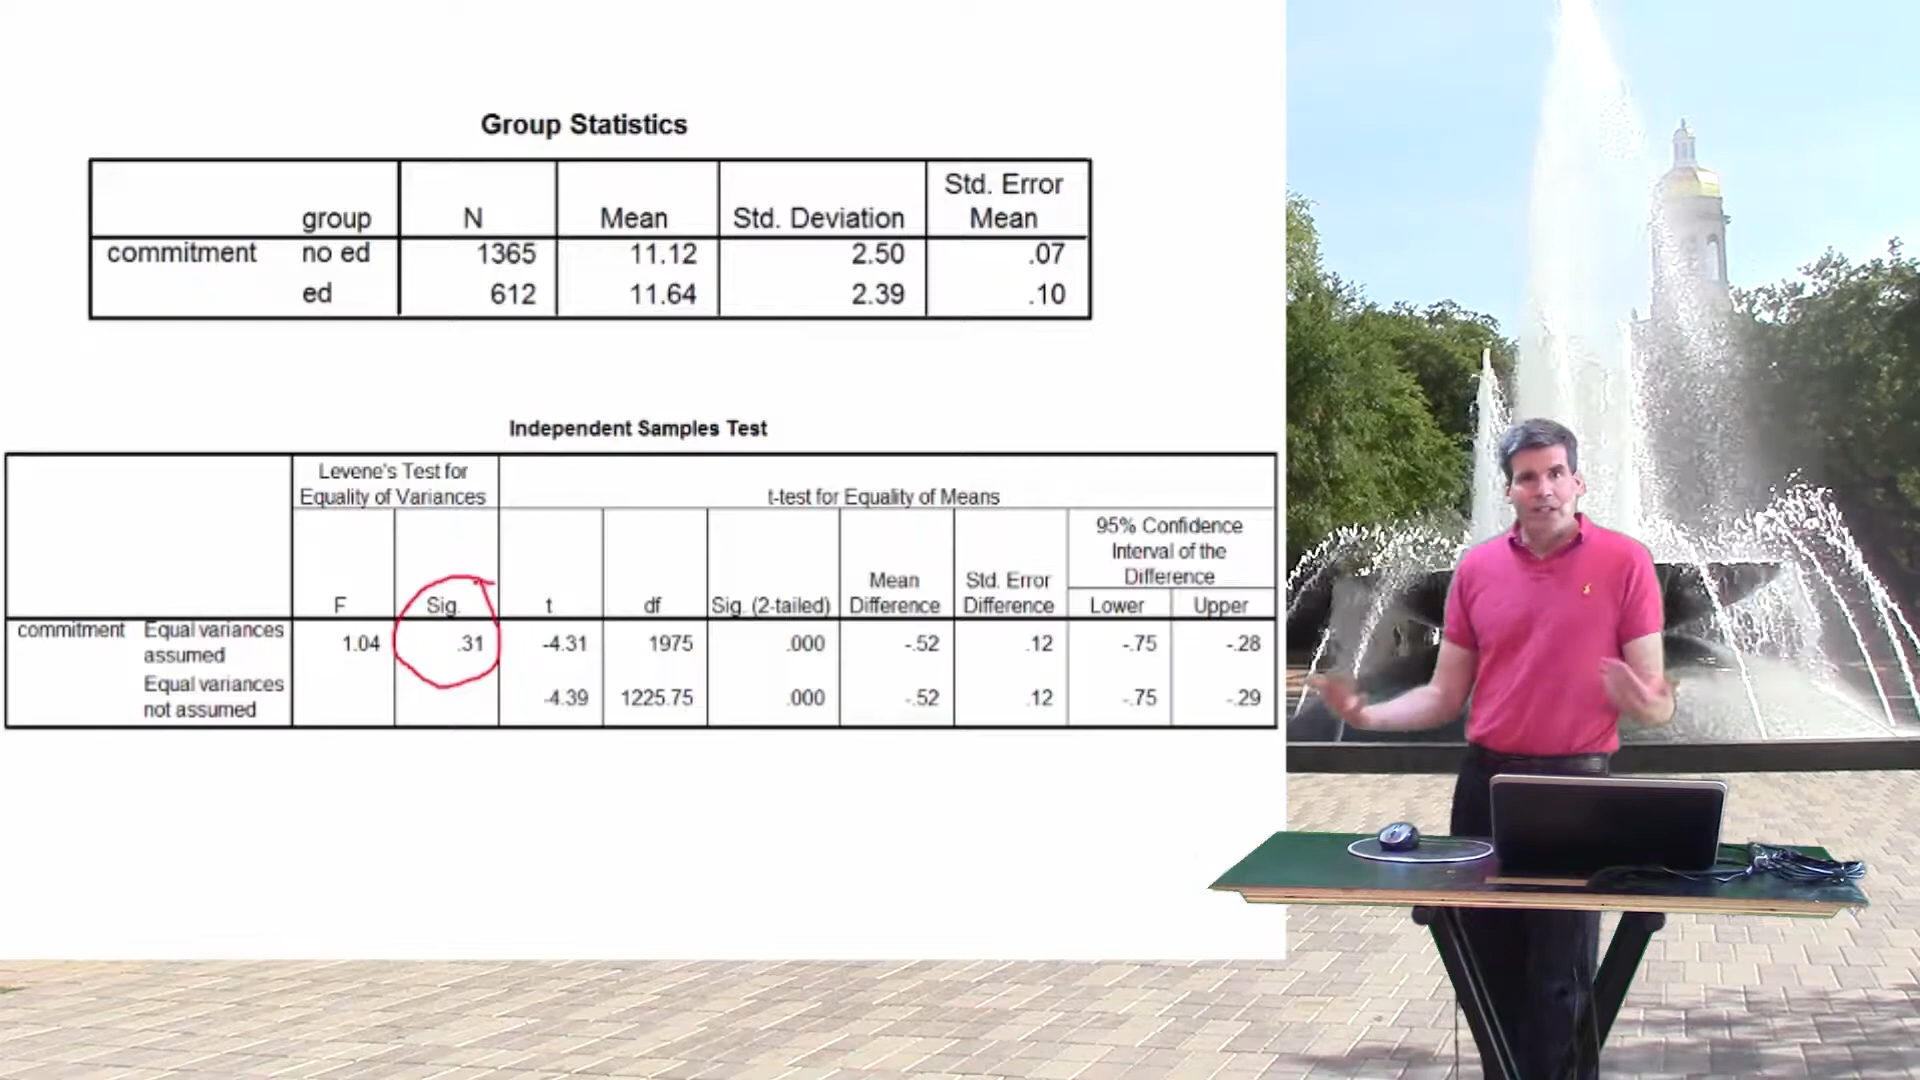 Group Statistics
group N Mean Std. Deviation Std. Error Mean
commitment no ed 1365 11.12 2.50 .07
ed 612 11.64 2.39 .10
Independent Samples Test
Levene's Test for Equality of Variances t-test for Equality of Means
95% Confidence Interval of the Difference
F Sig. t df Sig. (2-tailed) Mean Difference Std. Error Difference Lower Upper
commitment Equal variances assumed 1.04 .31 -4.31 1975 .000 -.52 .12 -.75 -.28
Equal variances not assumed -4.39 1225.75 .000 -.52 .12 -.75 -.29